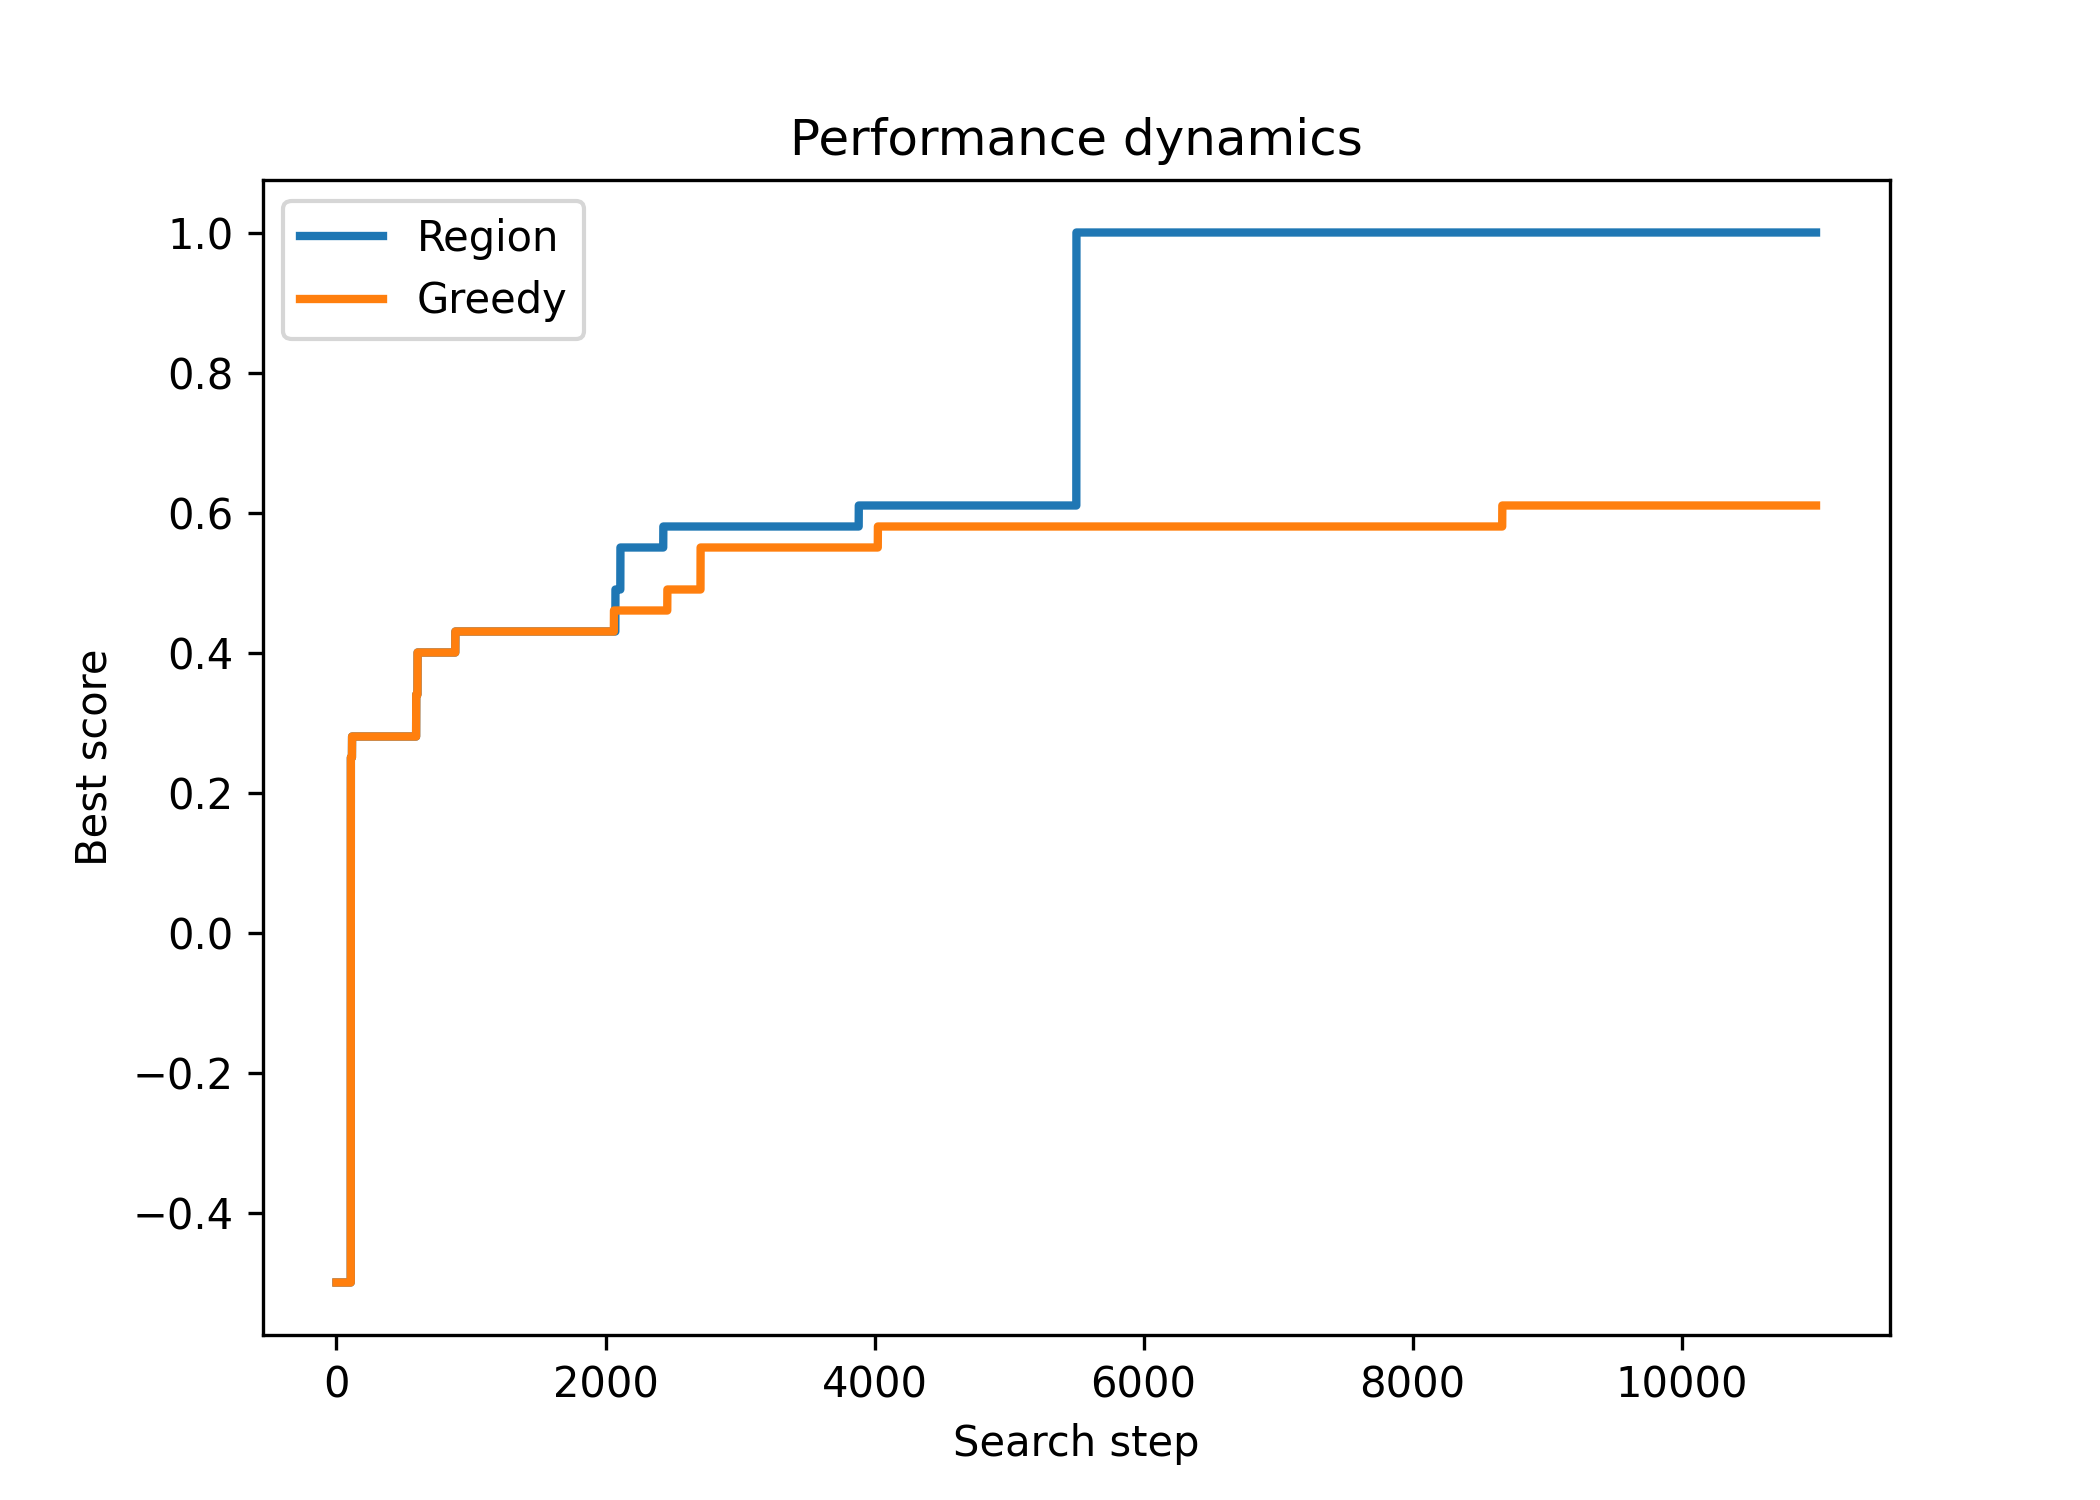 Performance dynamics
Region
Greedy
1.0
0.8
0.6
0.4
0.2
0.0
−0.2
−0.4
Best score
0 2000 4000 6000 8000 10000
Search step